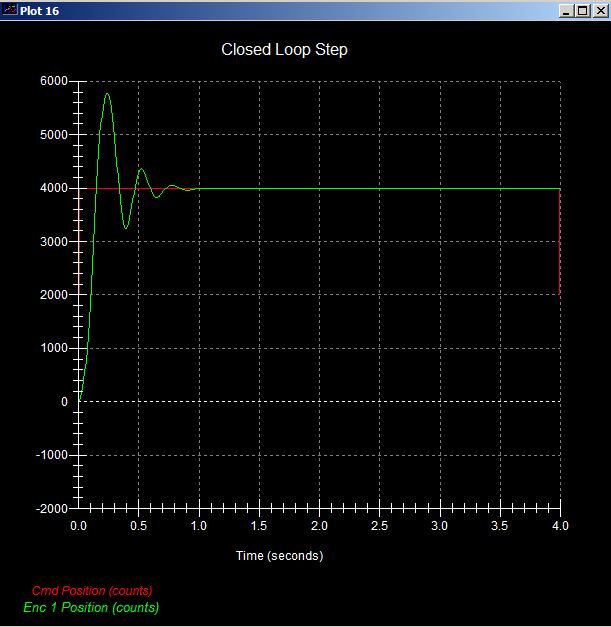 Plot 16
Closed Loop Step
6000
5000
4000
3000
2000
1000
0
-1000
-2000
0.0 0.5 1.0 1.5 2.0 2.5 3.0 3.5 4.0
Time (seconds)
Cmd Position (counts)
Enc 1 Position (counts)